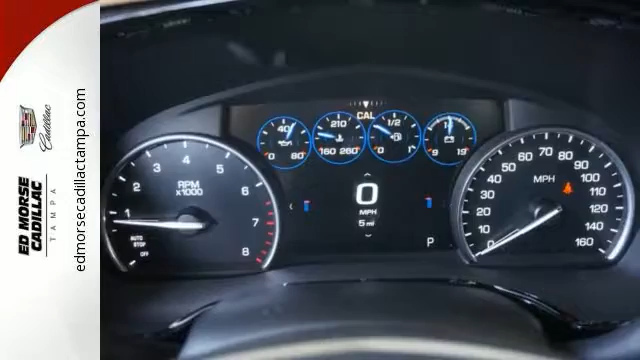 Cadillac
ED MORSE
CADILLAC
TAMPA
edmorsecadillactampa.com
CAL
40
0 80
210
160 260
1/2
0 1
9 19
0
MPH
5 mi
P
RPM
x1000
1 2 3 4 5 6 7 8
AUTO
STOP
OFF
MPH
0 10 20 30 40 50 60 70 80 90 100 110 120 140 160